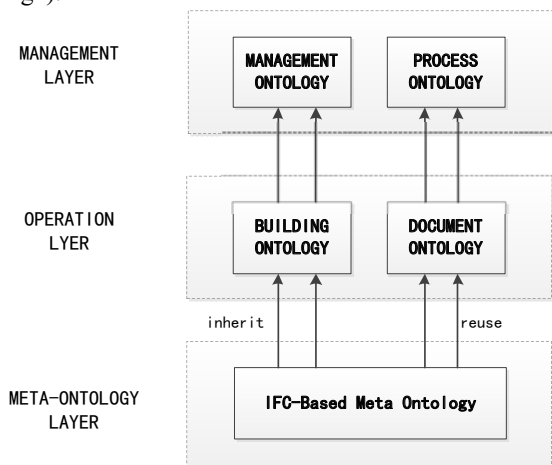 MANAGEMENT
LAYER
MANAGEMENT
ONTOLOGY
PROCESS
ONTOLOGY
OPERATION
LYER
BUILDING
ONTOLOGY
DOCUMENT
ONTOLOGY
inherit
reuse
META-ONTOLOGY
LAYER
IFC-Based Meta Ontology